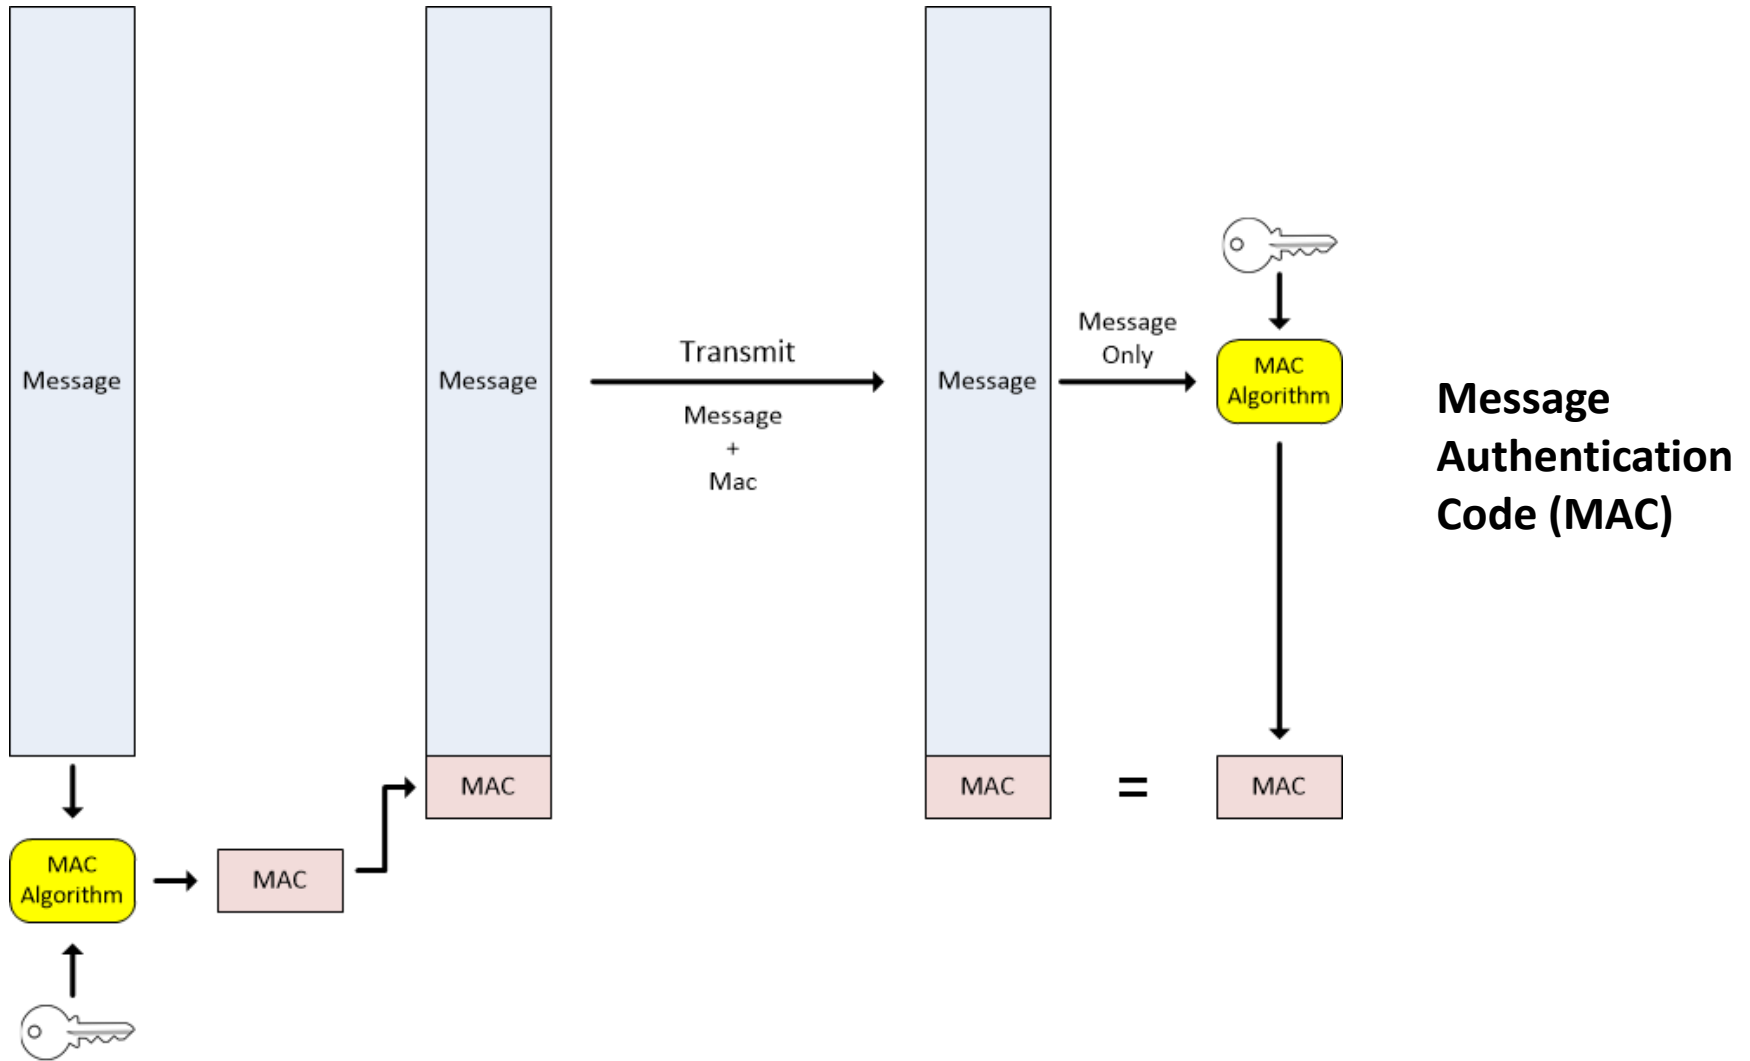 Message
MAC
Algorithm
MAC
Message
MAC
Transmit
Message
+
Mac
Message
MAC
Message
Only
MAC
Algorithm
=
MAC
Message
Authentication
Code (MAC)